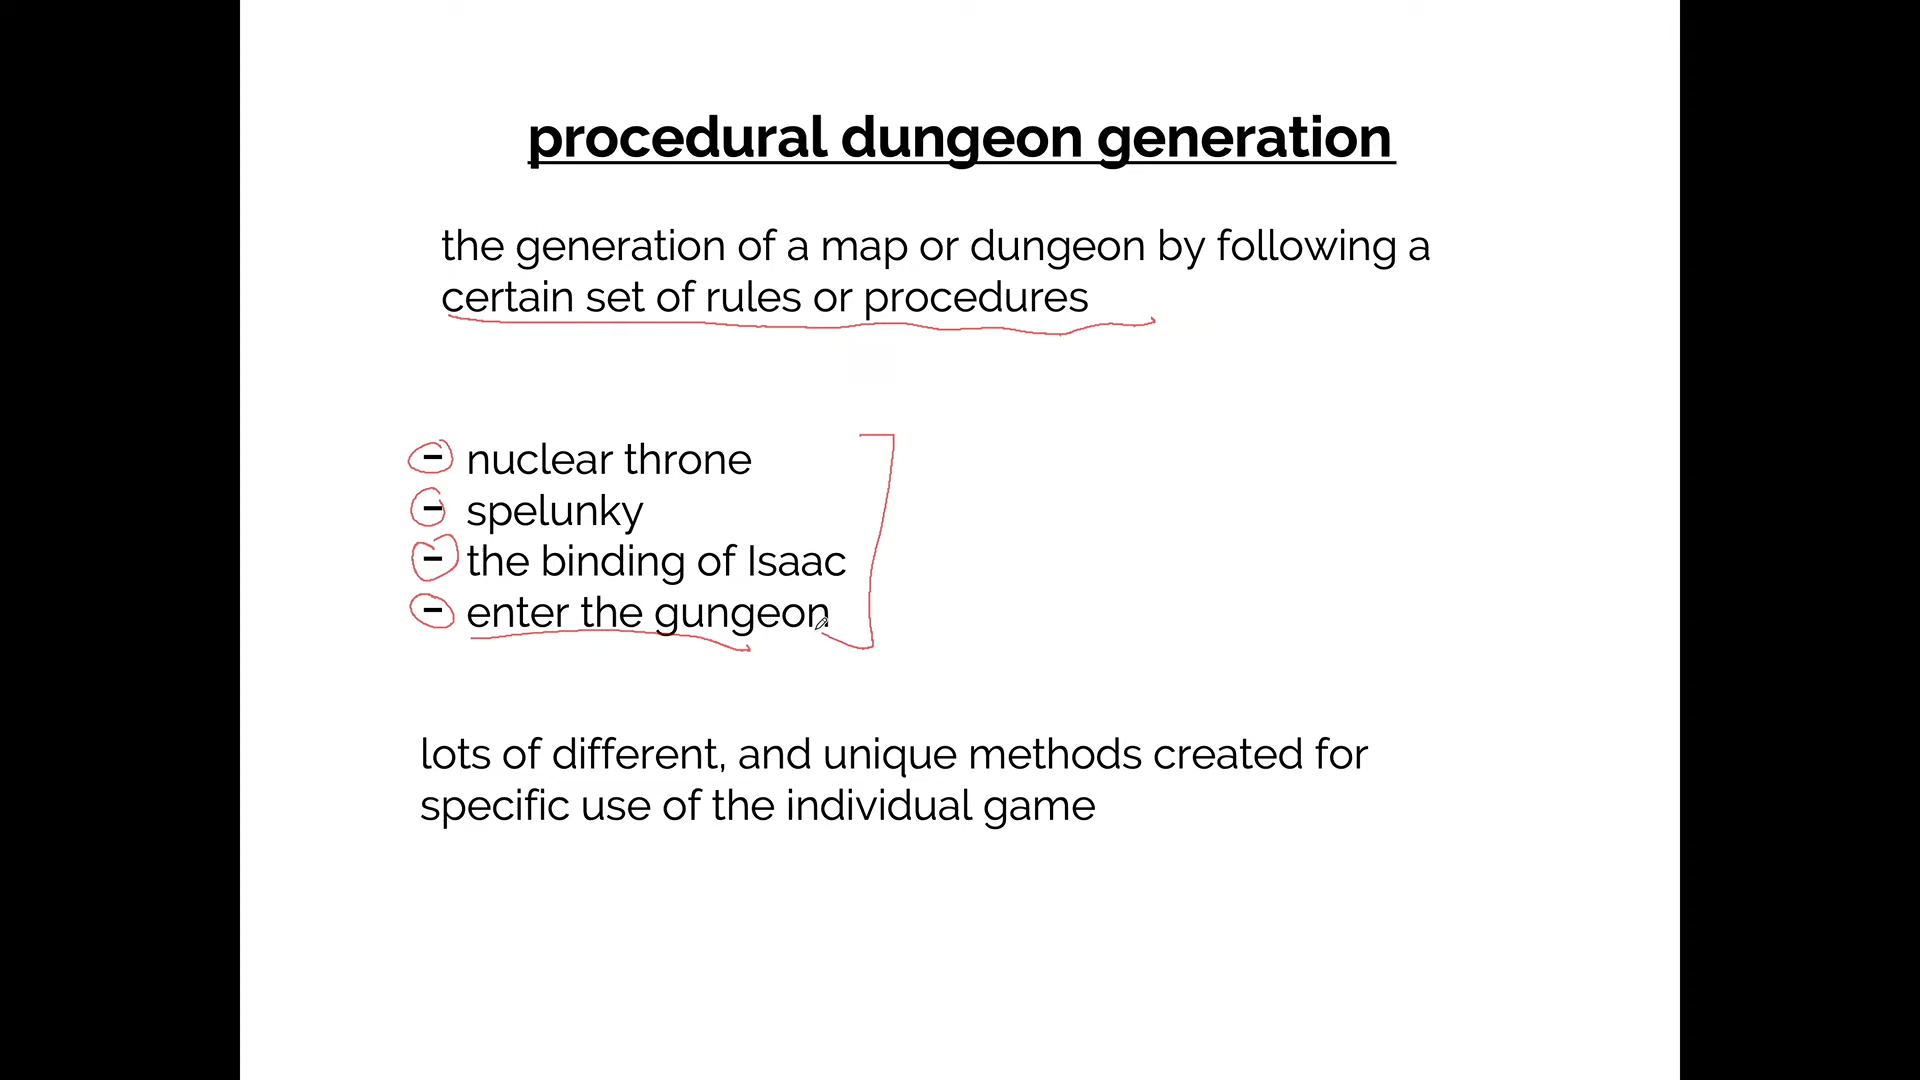 procedural dungeon generation
the generation of a map or dungeon by following a
certain set of rules or procedures
- nuclear throne
- spelunky
- the binding of Isaac
- enter the gungeon
lots of different, and unique methods created for
specific use of the individual game